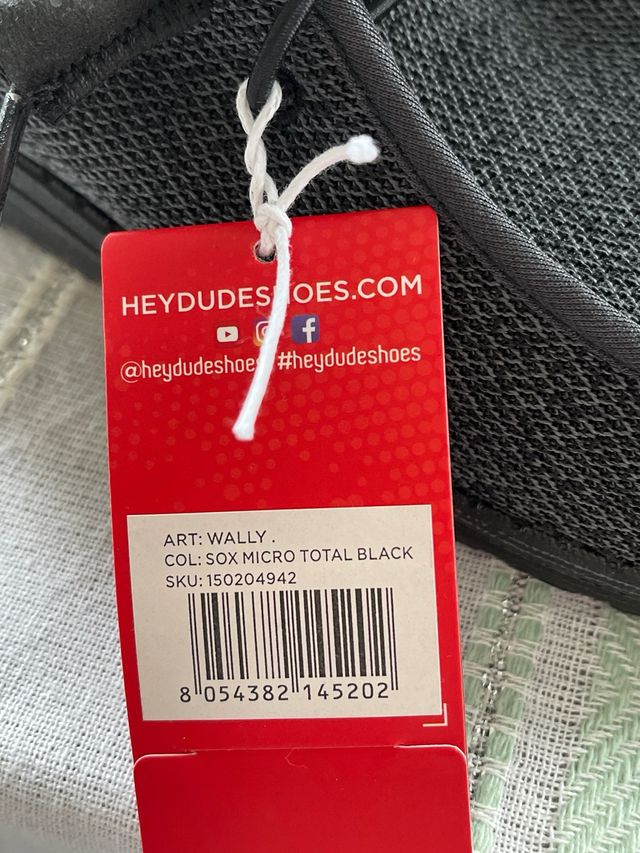 HEYDUDESHOES.COM
@heydudeshoes #heydudeshoes
ART: WALLY .
COL: SOX MICRO TOTAL BLACK
SKU: 150204942
8 054382 145202